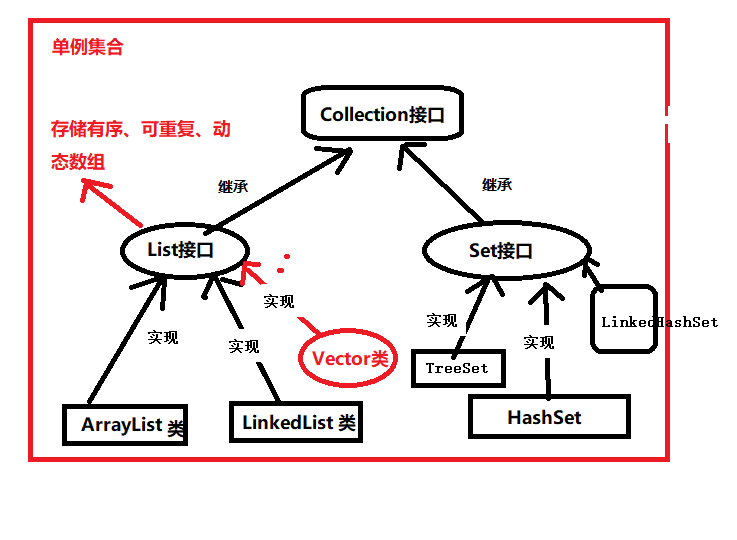 单例集合
Collection接口
存储有序、可重复、动
态数组
继承
继承
List接口
Set接口
实现
实现
实现
实现
实现
LinkedHashSet
Vector类
TreeSet
ArrayList 类
LinkedList 类
HashSet